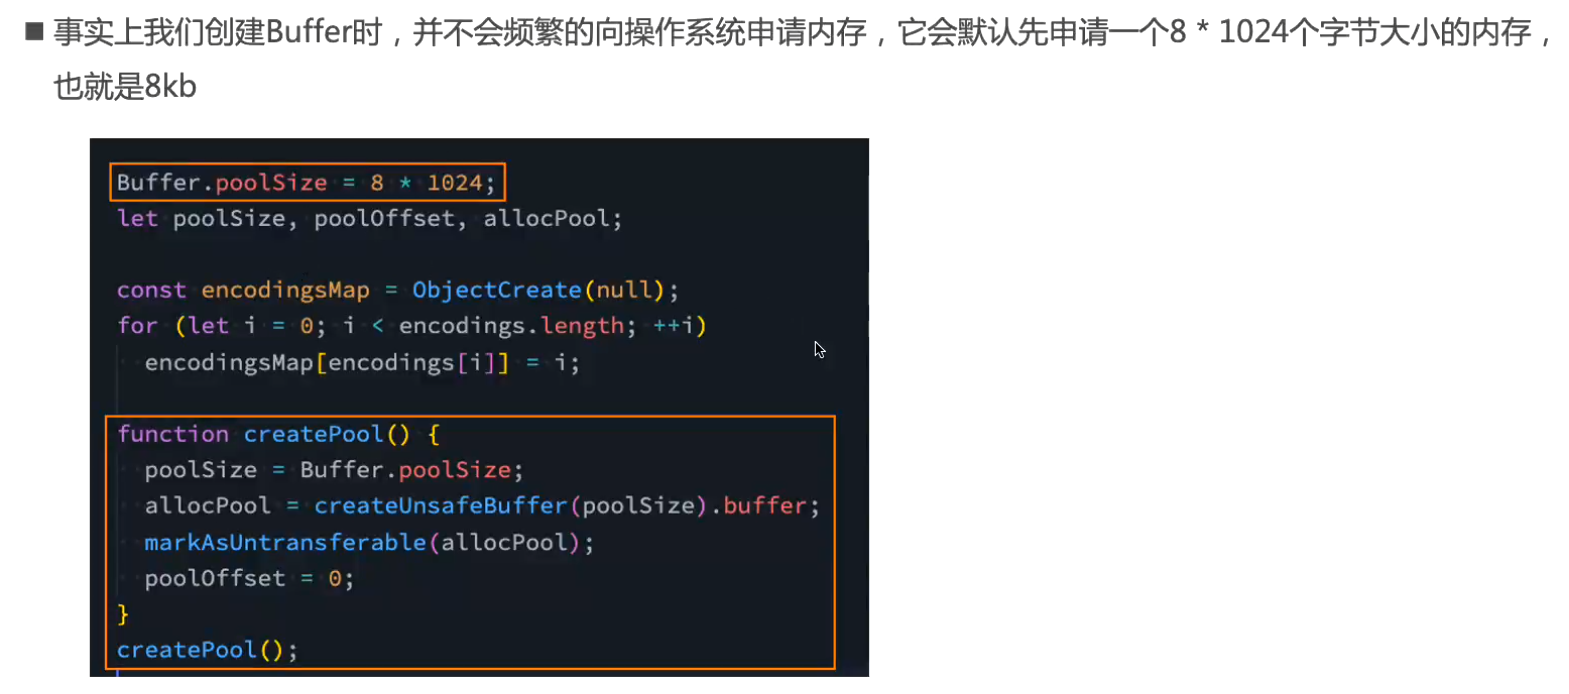 ■ 事实上我们创建Buffer时，并不会频繁的向操作系统申请内存，它会默认先申请一个8 * 1024个字节大小的内存，
也就是8kb
Buffer.poolSize = 8 * 1024;
let poolSize, poolOffset, allocPool;
const encodingsMap = ObjectCreate(null);
for (let i = 0; i < encodings.length; ++i)
  encodingsMap[encodings[i]] = i;
function createPool() {
  poolSize = Buffer.poolSize;
  allocPool = createUnsafeBuffer(poolSize).buffer;
  markAsUntransferable(allocPool);
  poolOffset = 0;
}
createPool();